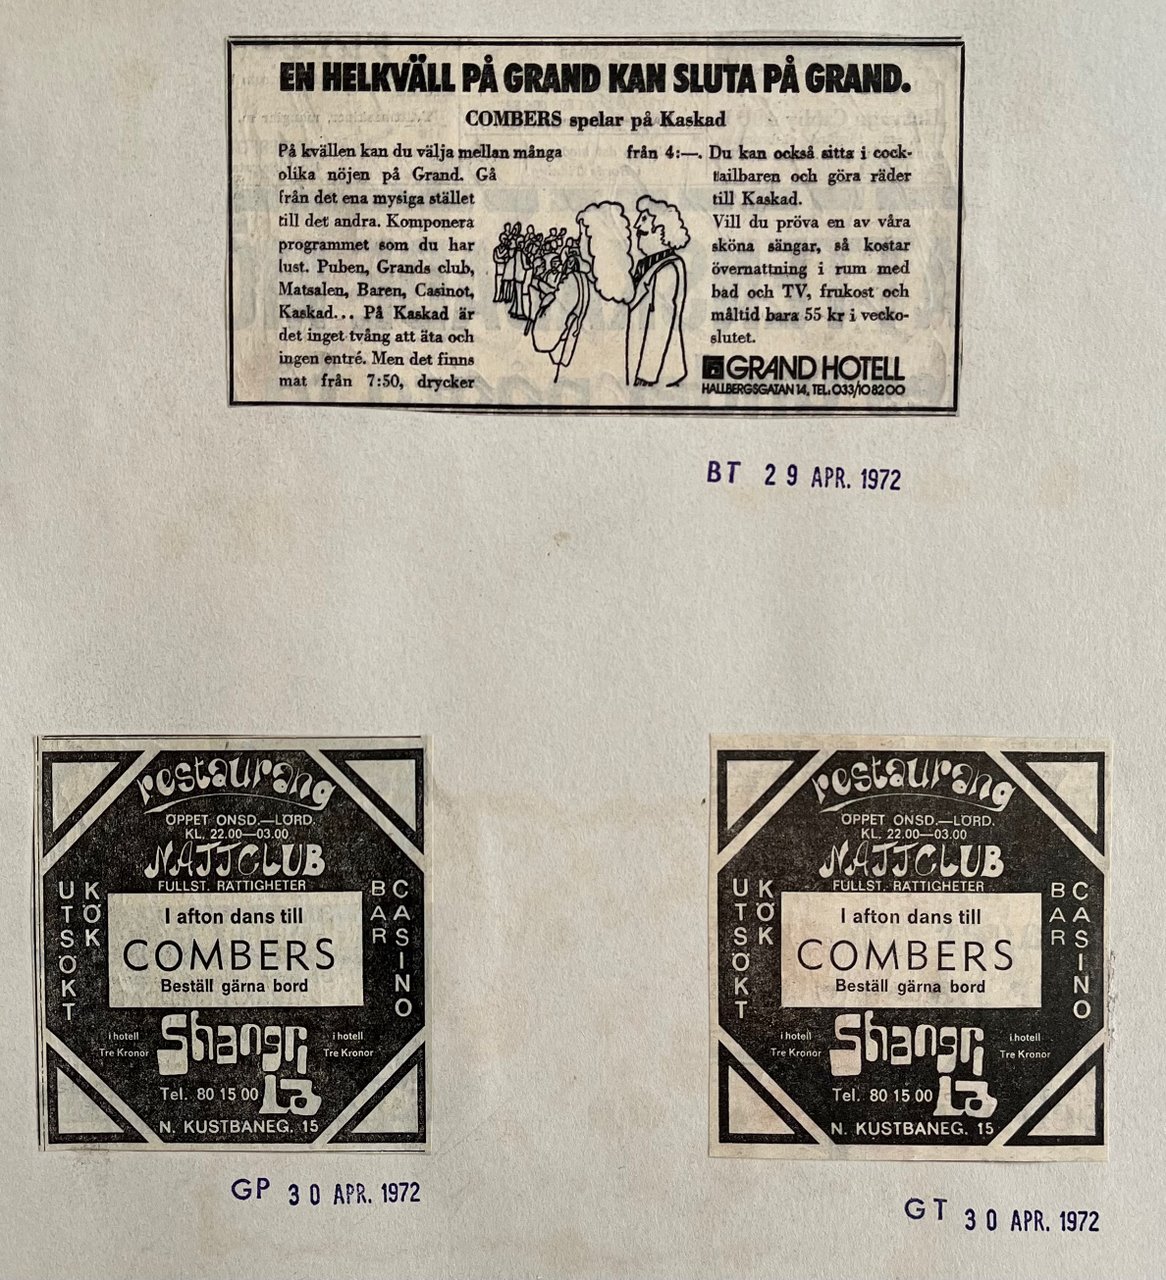 EN HELKVÄLL PÅ GRAND KAN SLUTA PÅ GRAND.
COMBERS spelar på Kaskad
På kvällen kan du välja mellan många
olika nöjen på Grand. Gå
från det ena mysiga stället
till det andra. Komponera
programmet som du har
lust. Puben, Grands club,
Matsalen, Baren, Casinot,
Kaskad... På Kaskad är
det inget tvång att äta och
ingen entré. Men det finns
mat från 7:50, drycker
från 4:—. Du kan också sitta i cock-
tailbaren och göra räder
till Kaskad.
Vill du pröva en av våra
sköna sängar, så kostar
övernattning i rum med
bad och TV, frukost och
måltid bara 55 kr i vecko-
slutet.
GRAND HOTELL
HALLBERGSGATAN 14, TEL: 033/10 82 00
BT 29 APR. 1972
restaurang
ÖPPET ONSD.—LÖRD.
KL. 22.00—03.00
NATTCLUB
FULLST. RÄTTIGHETER
UTSÖKT
KÖK
BAR
CASINO
I afton dans till
COMBERS
Beställ gärna bord
i hotell
Tre Kronor
Shangri
La
i hotell
Tre Kronor
Tel. 80 15 00
N. KUSTBANEG. 15
GP 30 APR. 1972
restaurang
ÖPPET ONSD.—LÖRD.
KL. 22.00—03.00
NATTCLUB
FULLST. RÄTTIGHETER
UTSÖKT
KÖK
BAR
CASINO
I afton dans till
COMBERS
Beställ gärna bord
i hotell
Tre Kronor
Shangri
La
i hotell
Tre Kronor
Tel. 80 15 00
N. KUSTBANEG. 15
GT 30 APR. 1972